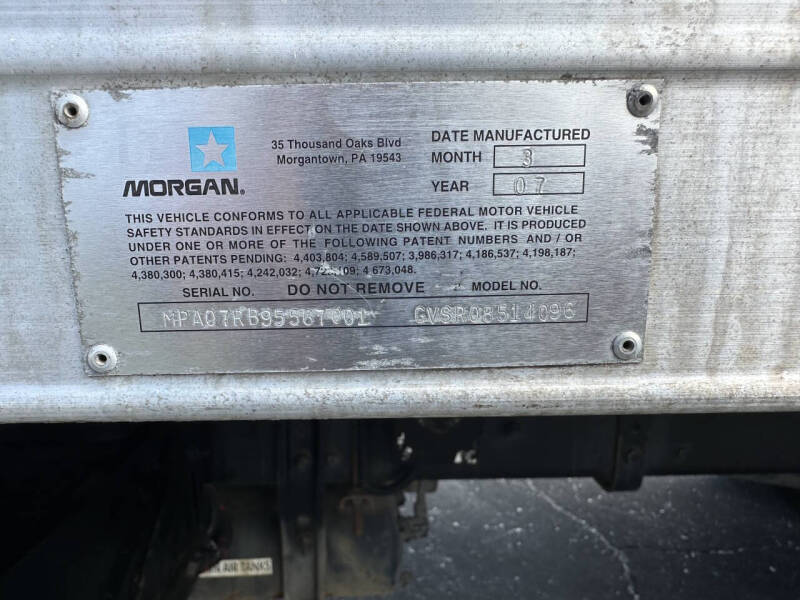 35 Thousand Oaks Blvd
Morgantown, PA 19543
MORGAN®
DATE MANUFACTURED
MONTH 3
YEAR 07
THIS VEHICLE CONFORMS TO ALL APPLICABLE FEDERAL MOTOR VEHICLE
SAFETY STANDARDS IN EFFECT ON THE DATE SHOWN ABOVE. IT IS PRODUCED
UNDER ONE OR MORE OF THE FOLLOWING PATENT NUMBERS AND / OR
OTHER PATENTS PENDING: 4,403,804; 4,589,507; 3,986,317; 4,186,537; 4,198,187;
4,380,300; 4,380,415; 4,242,032; 4 673,048.
SERIAL NO. DO NOT REMOVE MODEL NO.
GVSR08514096